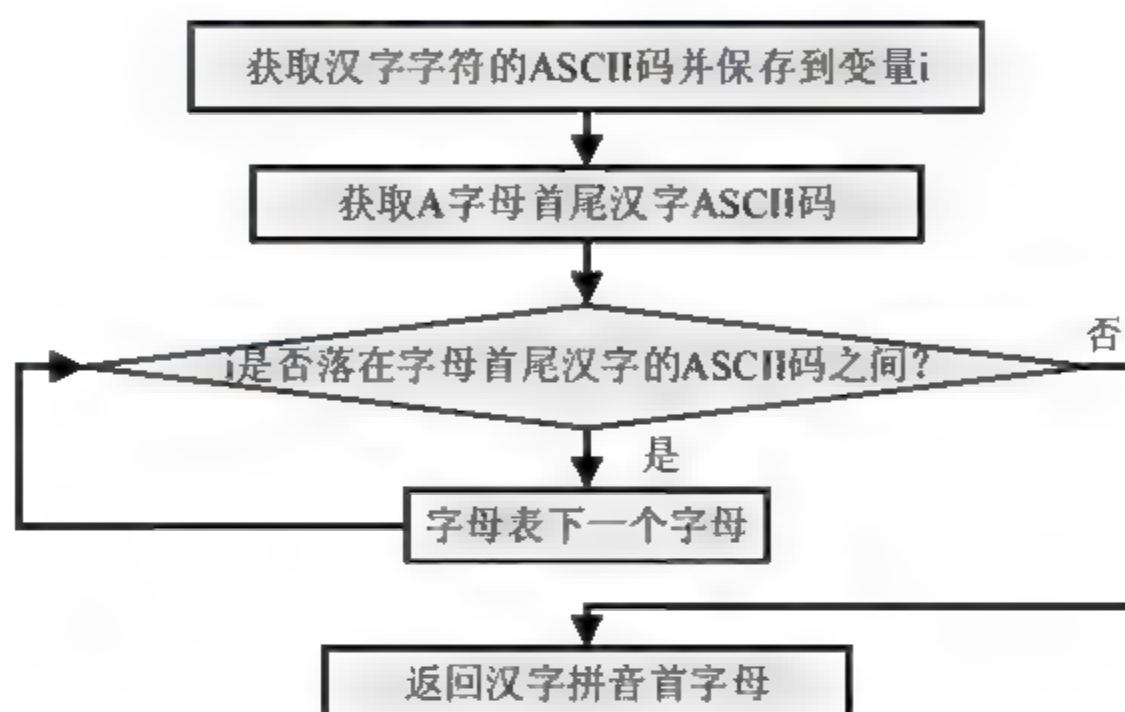 获取汉字字符的ASCII码并保存到变量i
获取A字母首尾汉字ASCII码
否
i是否落在字母首尾汉字的ASCII码之间?
是
字母表下一个字母
返回汉字拼音首字母